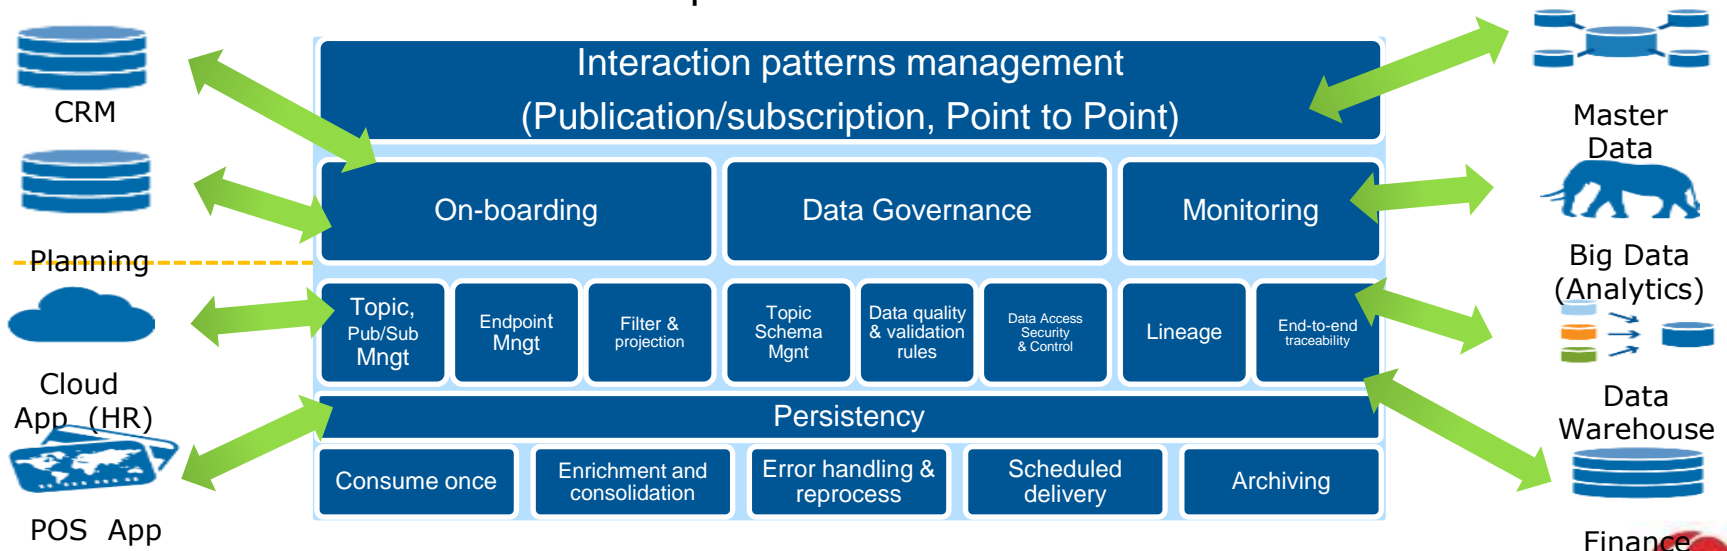 CRM
Planning
Cloud
App (HR)
POS App
Interaction patterns management
(Publication/subscription, Point to Point)
On-boarding
Data Governance
Monitoring
Topic,
Pub/Sub
Mngt
Endpoint
Mngt
Filter &
projection
Topic
Schema
Mgnt
Data quality
& validation
rules
Data Access
Security
& Control
Lineage
End-to-end
traceability
Persistency
Consume once
Enrichment and
consolidation
Error handling &
reprocess
Scheduled
delivery
Archiving
Master
Data
Big Data
(Analytics)
Data
Warehouse
Finance